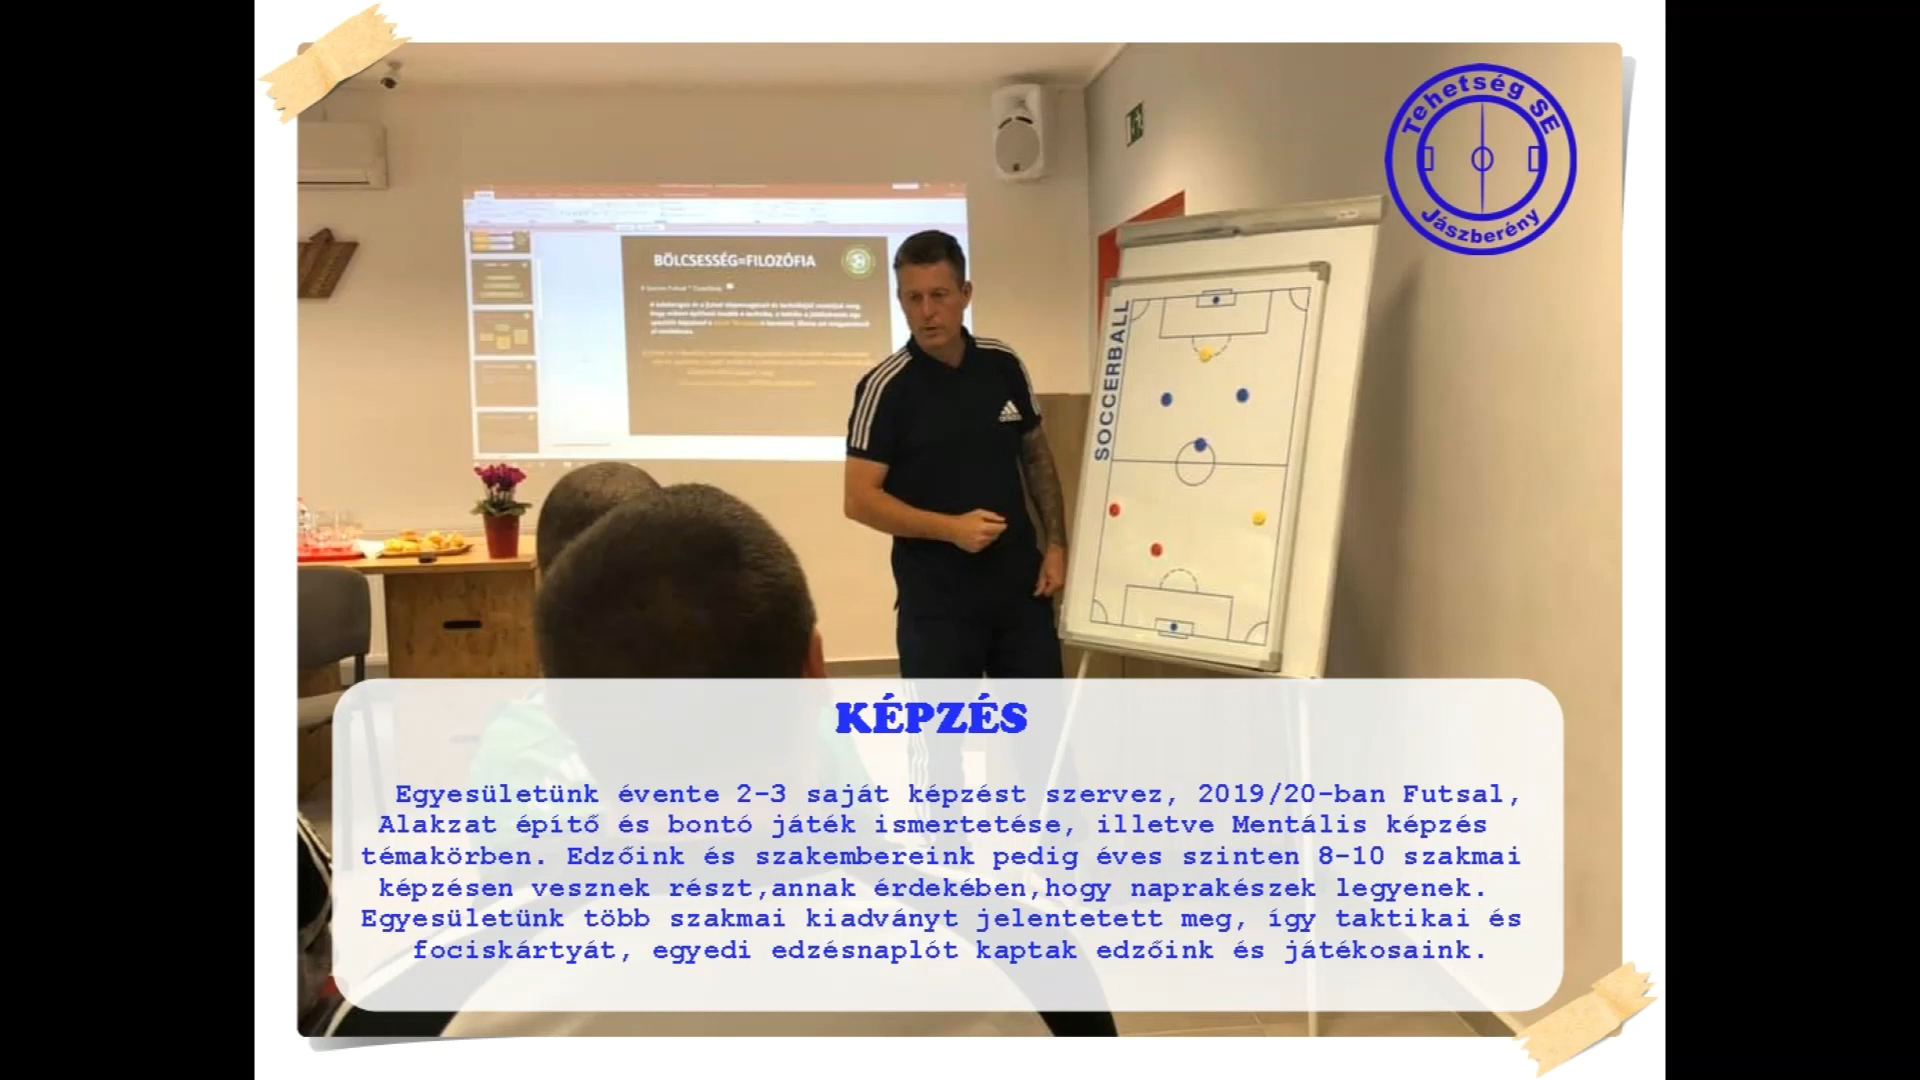 Tehetség SE
Jászberény
BÖLCSESSÉG=FILOZÓFIA
SOCCERBALL
adidas
KÉPZÉS
Egyesületünk évente 2-3 saját képzést szervez, 2019/20-ban Futsal,
Alakzat építő és bontó játék ismertetése, illetve Mentális képzés
témakörben. Edzőink és szakembereink pedig éves szinten 8-10 szakmai
képzésen vesznek részt,annak érdekében,hogy naprakészek legyenek.
Egyesületünk több szakmai kiadványt jelentetett meg, így taktikai és
fociskártyát, egyedi edzésnaplót kaptak edzőink és játékosaink.